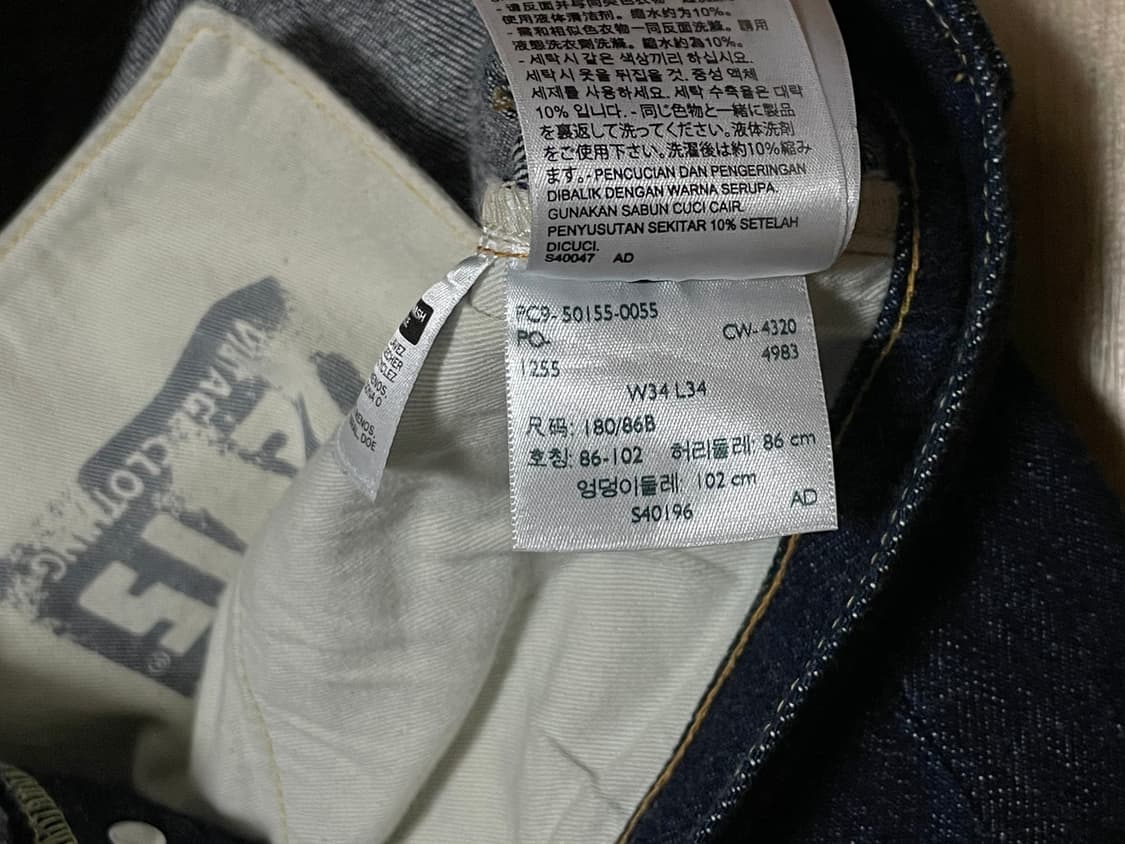 使用液体清洁剂。缩水约为10%。
- 需和相似色衣物一同反面洗滌。請用
液態洗衣劑洗滌。縮水約為10%。
- 세탁시 같은 색상끼리 하십시요.
세탁시 옷을 뒤집을 것. 중성 액체
세제를 사용하세요. 세탁 수축율은 대략
10% 입니다. - 同じ色物と一緒に製品
を裏返して洗ってください。液体洗剤
をご使用下さい。洗濯後は約10%縮み
ます。- PENCUCIAN DAN PENGERINGAN
DIBALIK DENGAN WARNA SERUPA.
GUNAKAN SABUN CUCI CAIR.
PENYUSUTAN SEKITAR 10% SETELAH
DICUCI.
S40047 AD
PC9- 50155-0055
PO-
CW- 4320
1255
4983
W34 L34
尺码: 180/86B
호칭: 86-102 허리둘레: 86 cm
엉덩이둘레: 102 cm
S40196
AD
VINTAGE CLOTHING